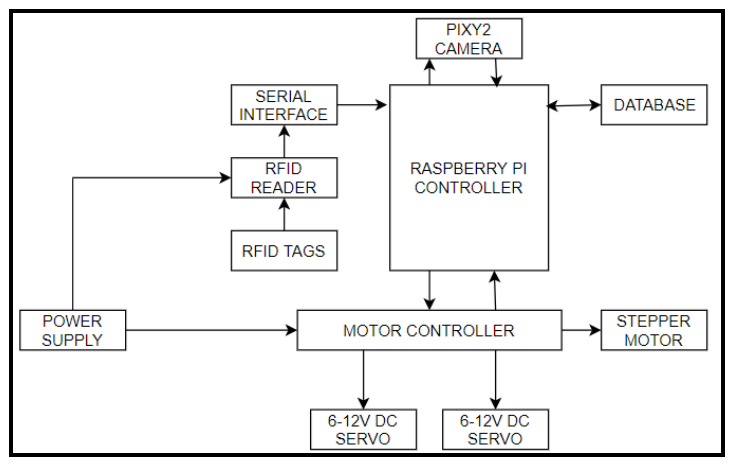 PIXY2
CAMERA
SERIAL
INTERFACE
DATABASE
RFID
READER
RASPBERRY PI
CONTROLLER
RFID TAGS
POWER
SUPPLY
MOTOR CONTROLLER
STEPPER
MOTOR
6-12V DC
SERVO
6-12V DC
SERVO